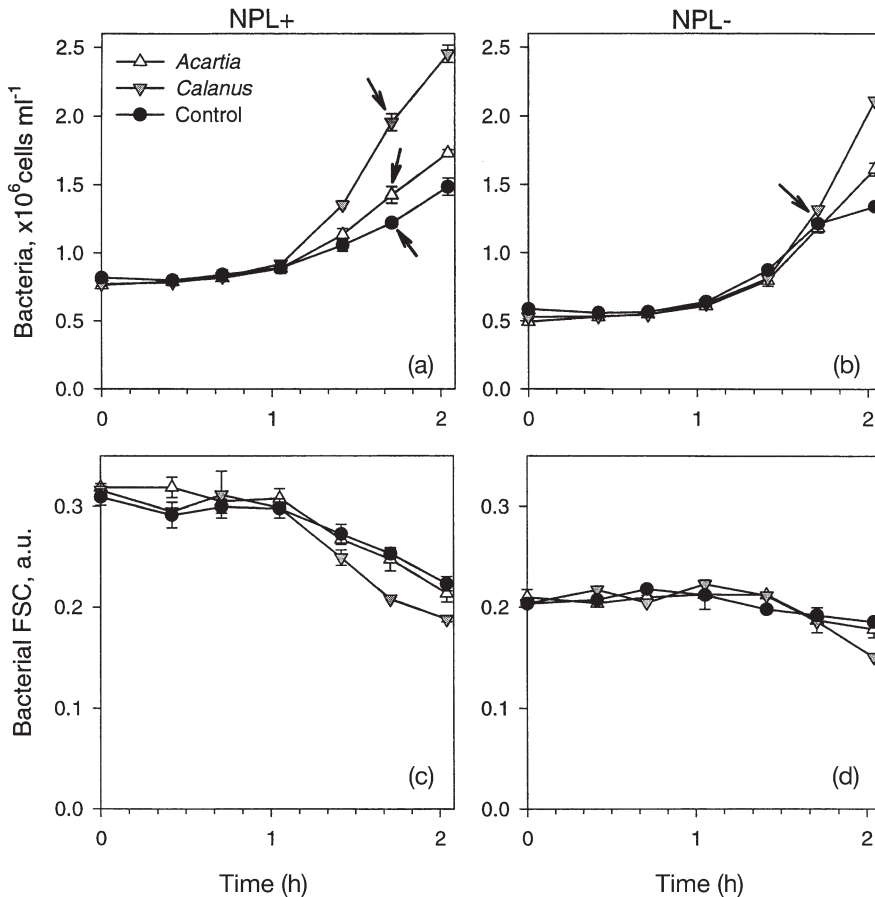 NPL+
NPL-
Bacteria, x10⁶cells ml⁻¹
2.5
2.0
1.5
1.0
0.5
0.0
Acartia
Calanus
Control
(a)
0
1
2
2.5
2.0
1.5
1.0
0.5
0.0
(b)
0
1
2
Bacterial FSC, a.u.
0.3
0.2
0.1
0.0
(c)
0
1
2
Time (h)
0.3
0.2
0.1
0.0
(d)
0
1
2
Time (h)